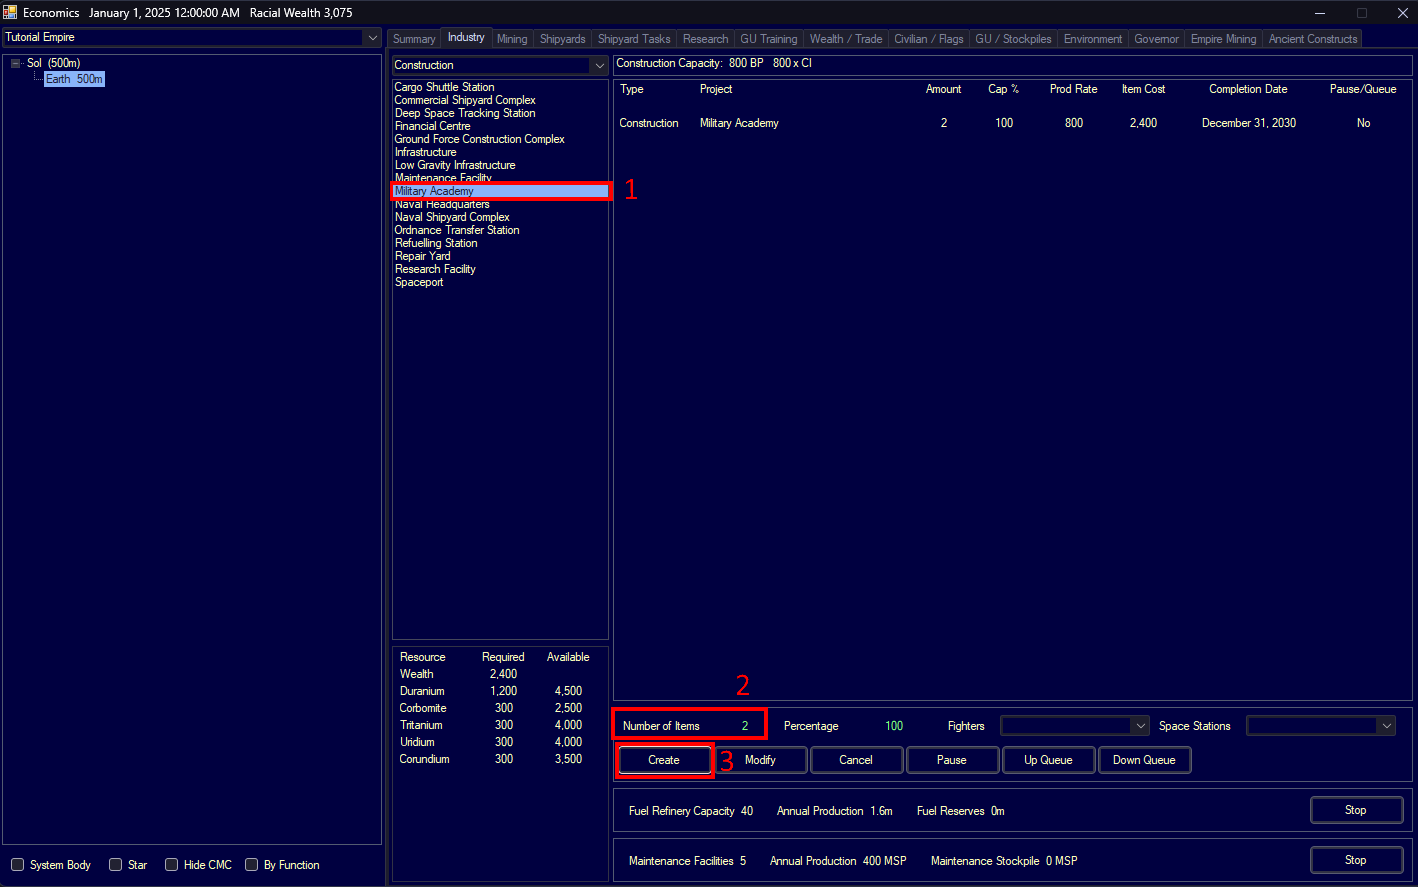 Economics January 1, 2025 12:00:00 AM Racial Wealth 3,075
Tutorial Empire
Sol (500m)
Earth 500m
Summary Industry Mining Shipyards Shipyard Tasks Research GU Training Wealth / Trade Civilian / Flags GU / Stockpiles Environment Governor Empire Mining Ancient Constructs
Construction
Cargo Shuttle Station
Commercial Shipyard Complex
Deep Space Tracking Station
Financial Centre
Ground Force Construction Complex
Infrastructure
Low Gravity Infrastructure
Maintenance Facility
Military Academy
1
Naval Headquarters
Naval Shipyard Complex
Ordnance Transfer Station
Refuelling Station
Repair Yard
Research Facility
Spaceport
Construction Capacity: 800 BP 800 x CI
Type Project Amount Cap % Prod Rate Item Cost Completion Date Pause/Queue
Construction Military Academy 2 100 800 2,400 December 31, 2030 No
Resource Required Available
Wealth 2,400
Duranium 1,200 4,500
Corbomite 300 2,500
Tritanium 300 4,000
Uridium 300 4,000
Corundium 300 3,500
2
Number of Items 2 Percentage 100 Fighters Space Stations
Create 3 Modify Cancel Pause Up Queue Down Queue
Fuel Refinery Capacity 40 Annual Production 1.6m Fuel Reserves 0m Stop
Maintenance Facilities 5 Annual Production 400 MSP Maintenance Stockpile 0 MSP Stop
System Body Star Hide CMC By Function